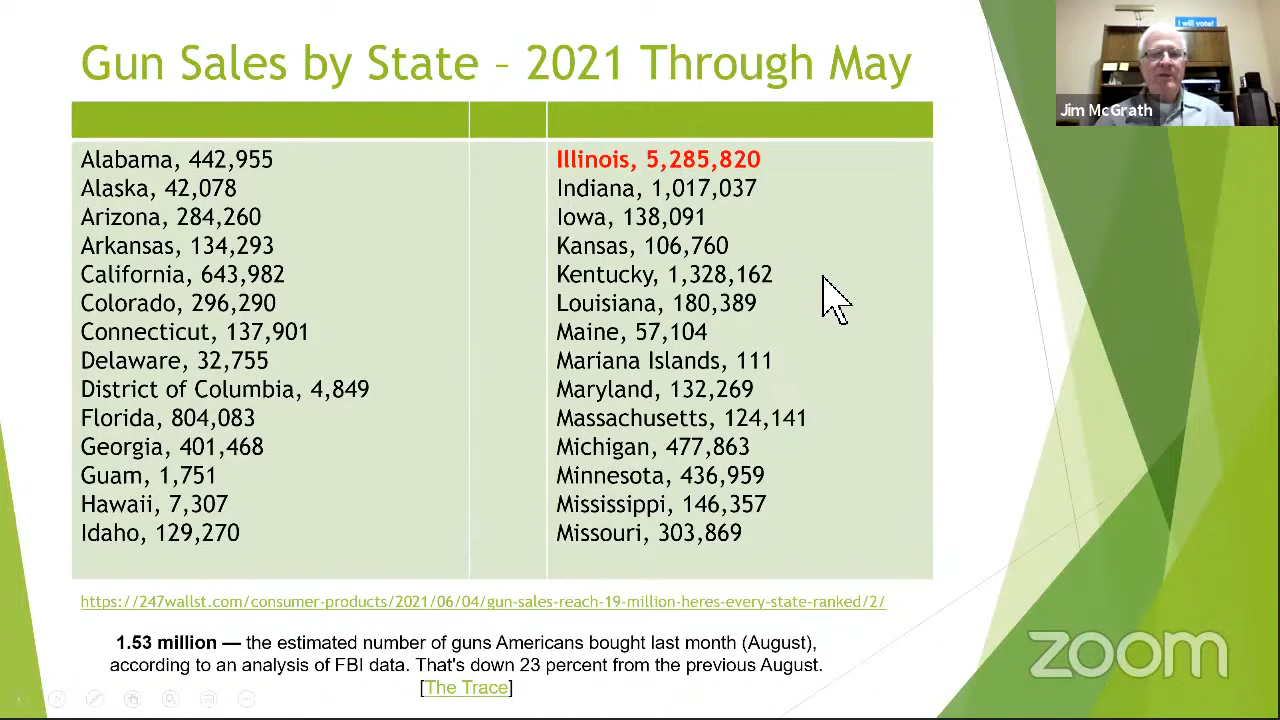 Gun Sales by State – 2021 Through May
I will vote!
Jim McGrath
Alabama, 442,955
Alaska, 42,078
Arizona, 284,260
Arkansas, 134,293
California, 643,982
Colorado, 296,290
Connecticut, 137,901
Delaware, 32,755
District of Columbia, 4,849
Florida, 804,083
Georgia, 401,468
Guam, 1,751
Hawaii, 7,307
Idaho, 129,270
Illinois, 5,285,820
Indiana, 1,017,037
Iowa, 138,091
Kansas, 106,760
Kentucky, 1,328,162
Louisiana, 180,389
Maine, 57,104
Mariana Islands, 111
Maryland, 132,269
Massachusetts, 124,141
Michigan, 477,863
Minnesota, 436,959
Mississippi, 146,357
Missouri, 303,869
https://247wallst.com/consumer-products/2021/06/04/gun-sales-reach-19-million-heres-every-state-ranked/2/
1.53 million — the estimated number of guns Americans bought last month (August),
according to an analysis of FBI data. That's down 23 percent from the previous August.
[The Trace]
zoom